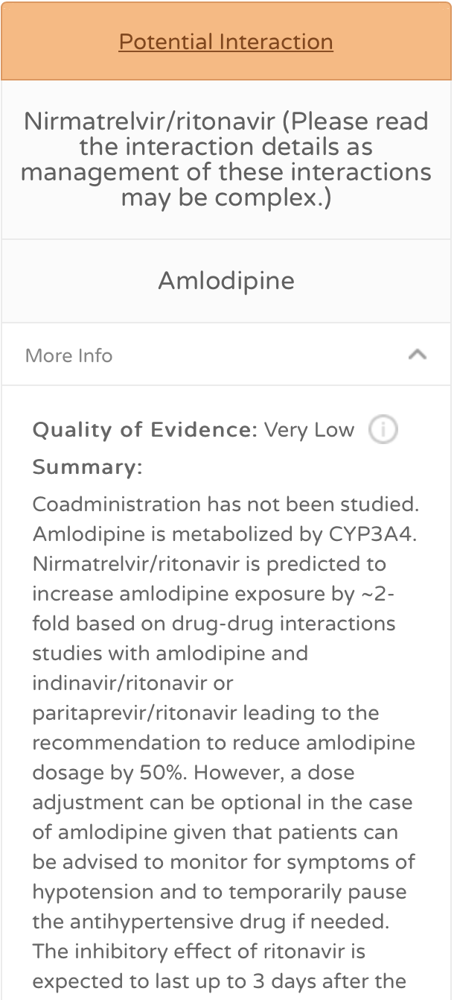 Potential Interaction
Nirmatrelvir/ritonavir (Please read
the interaction details as
management of these interactions
may be complex.)
Amlodipine
More Info
Quality of Evidence: Very Low
Summary:
Coadministration has not been studied.
Amlodipine is metabolized by CYP3A4.
Nirmatrelvir/ritonavir is predicted to
increase amlodipine exposure by ~2-
fold based on drug-drug interactions
studies with amlodipine and
indinavir/ritonavir or
paritaprevir/ritonavir leading to the
recommendation to reduce amlodipine
dosage by 50%. However, a dose
adjustment can be optional in the case
of amlodipine given that patients can
be advised to monitor for symptoms of
hypotension and to temporarily pause
the antihypertensive drug if needed.
The inhibitory effect of ritonavir is
expected to last up to 3 days after the